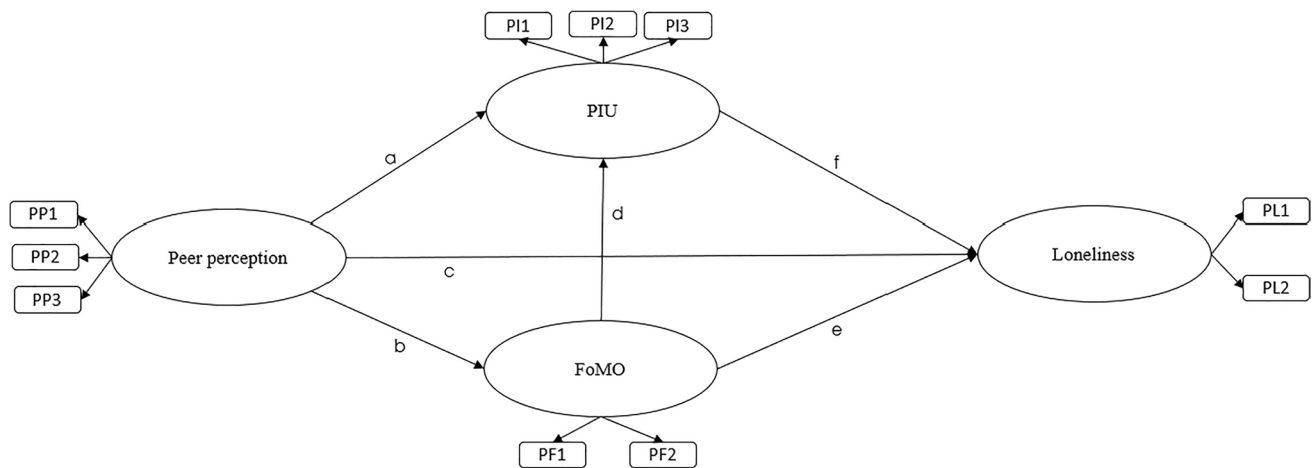 PI1
PI2
PI3
PIU
a
f
d
PP1
PP2
PP3
Peer perception
c
Loneliness
PL1
PL2
b
e
FoMO
PF1
PF2